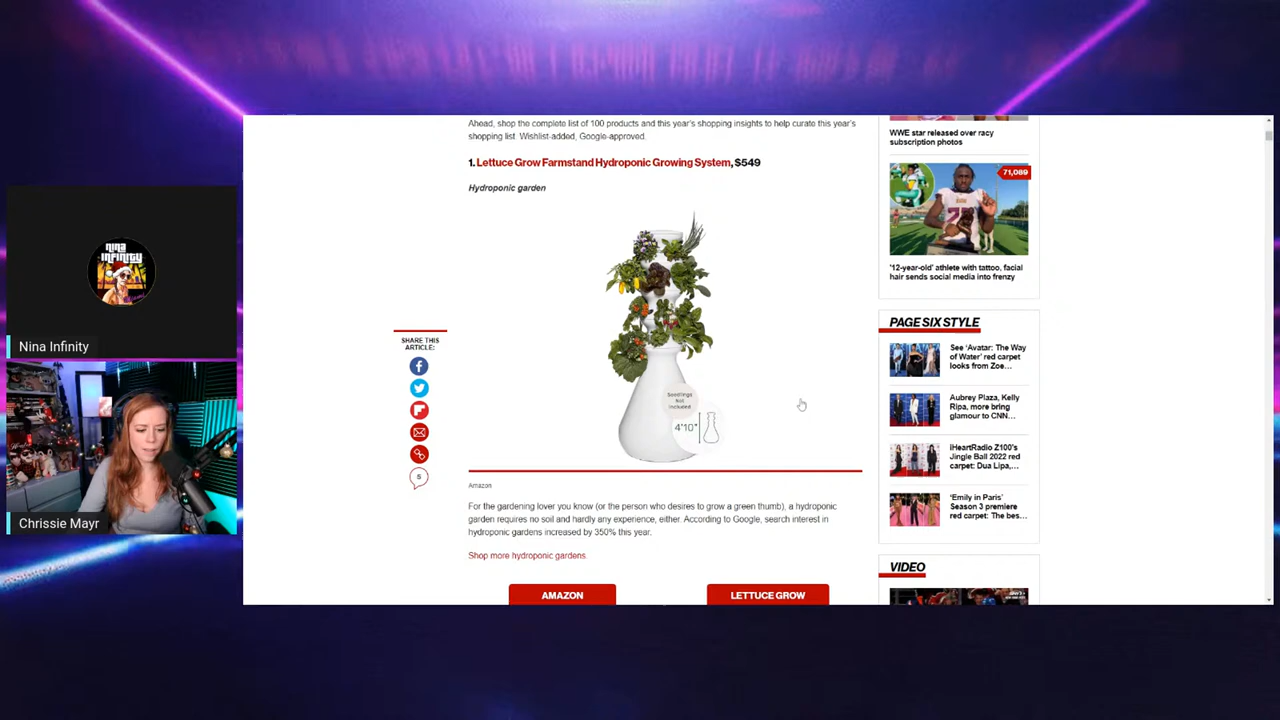 nina
INFINITY
Nina Infinity
Chrissie Mayr
SHARE THIS
ARTICLE:
5
Ahead, shop the complete list of 100 products and this year's shopping insights to help curate this year's
shopping list. Wishlist-added, Google-approved.
1. Lettuce Grow Farmstand Hydroponic Growing System, $549
Hydroponic garden
Seedlings
Not
Included
4'10"
Amazon
For the gardening lover you know (or the person who desires to grow a green thumb), a hydroponic
garden requires no soil and hardly any experience, either. According to Google, search interest in
hydroponic gardens increased by 350% this year.
Shop more hydroponic gardens.
AMAZON
LETTUCE GROW
WWE star released over racy
subscription photos
71,089
'12-year-old' athlete with tattoo, facial
hair sends social media into frenzy
PAGE SIX STYLE
See 'Avatar: The Way
of Water' red carpet
looks from Zoe…
Aubrey Plaza, Kelly
Ripa, more bring
glamour to CNN…
iHeartRadio Z100's
Jingle Ball 2022 red
carpet: Dua Lipa,…
'Emily in Paris'
Season 3 premiere
red carpet: The bes…
VIDEO